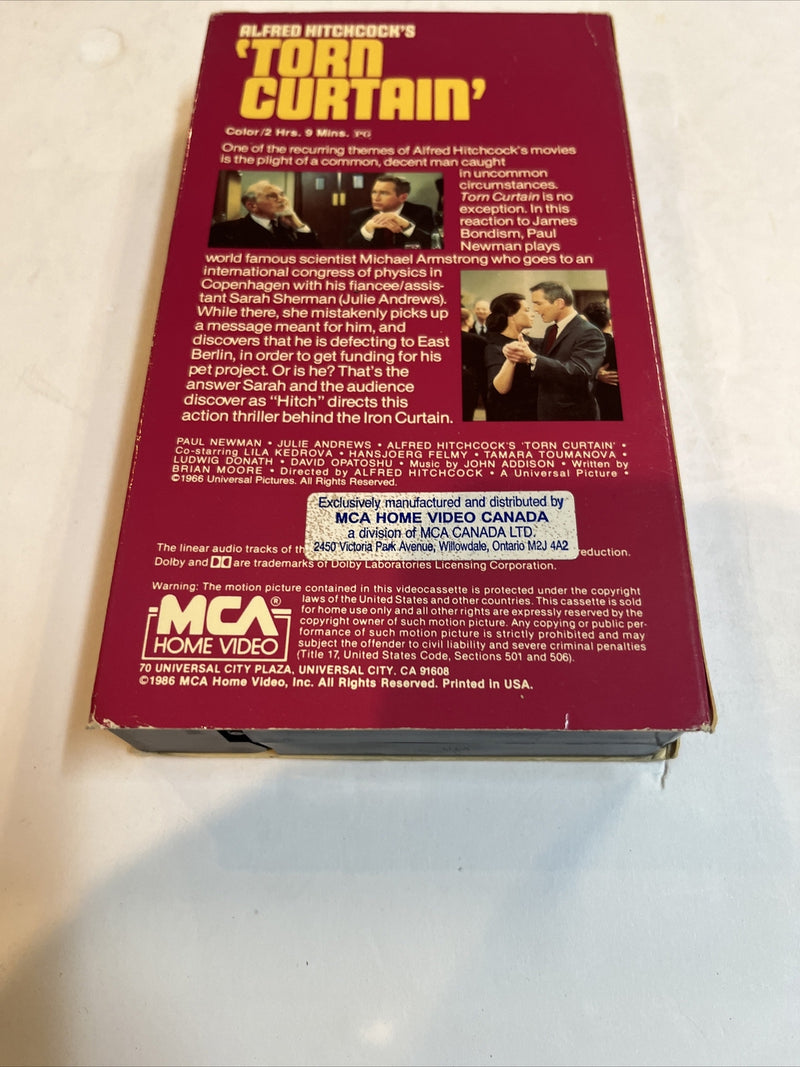 ALFRED HITCHCOCK'S
'TORN
CURTAIN'
Color/2 Hrs. 9 Mins. PG
One of the recurring themes of Alfred Hitchcock's movies
is the plight of a common, decent man caught
in uncommon
circumstances.
Torn Curtain is no
exception. In this
reaction to James
Bondism, Paul
Newman plays
world famous scientist Michael Armstrong who goes to an
international congress of physics in
Copenhagen with his fiancee/assis-
tant Sarah Sherman (Julie Andrews).
While there, she mistakenly picks up
a message meant for him, and
discovers that he is defecting to East
Berlin, in order to get funding for his
pet project. Or is he? That's the
answer Sarah and the audience
discover as "Hitch" directs this
action thriller behind the Iron Curtain.
PAUL NEWMAN • JULIE ANDREWS • ALFRED HITCHCOCK'S 'TORN CURTAIN' •
Co-starring LILA KEDROVA • HANSJOERG FELMY • TAMARA TOUMANOVA •
LUDWIG DONATH • DAVID OPATOSHU • Music by JOHN ADDISON • Written by
BRIAN MOORE • Directed by ALFRED HITCHCOCK • A Universal Picture •
©1966 Universal Pictures. All Rights Reserved.
Exclusively manufactured and distributed by
MCA HOME VIDEO CANADA
a division of MCA CANADA LTD.
2450 Victoria Park Avenue, Willowdale, Ontario M2J 4A2
The linear audio tracks of th
eduction.
Dolby and are trademarks of Dolby Laboratories Licensing Corporation.
Warning: The motion picture contained in this videocassette is protected under the copyright
laws of the United States and other countries. This cassette is sold
for home use only and all other rights are expressly reserved by the
copyright owner of such motion picture. Any copying or public per-
formance of such motion picture is strictly prohibited and may
subject the offender to civil liability and severe criminal penalties
(Title 17, United States Code, Sections 501 and 506).
MCA®
HOME VIDEO
70 UNIVERSAL CITY PLAZA, UNIVERSAL CITY, CA 91608
©1986 MCA Home Video, Inc. All Rights Reserved. Printed in USA.